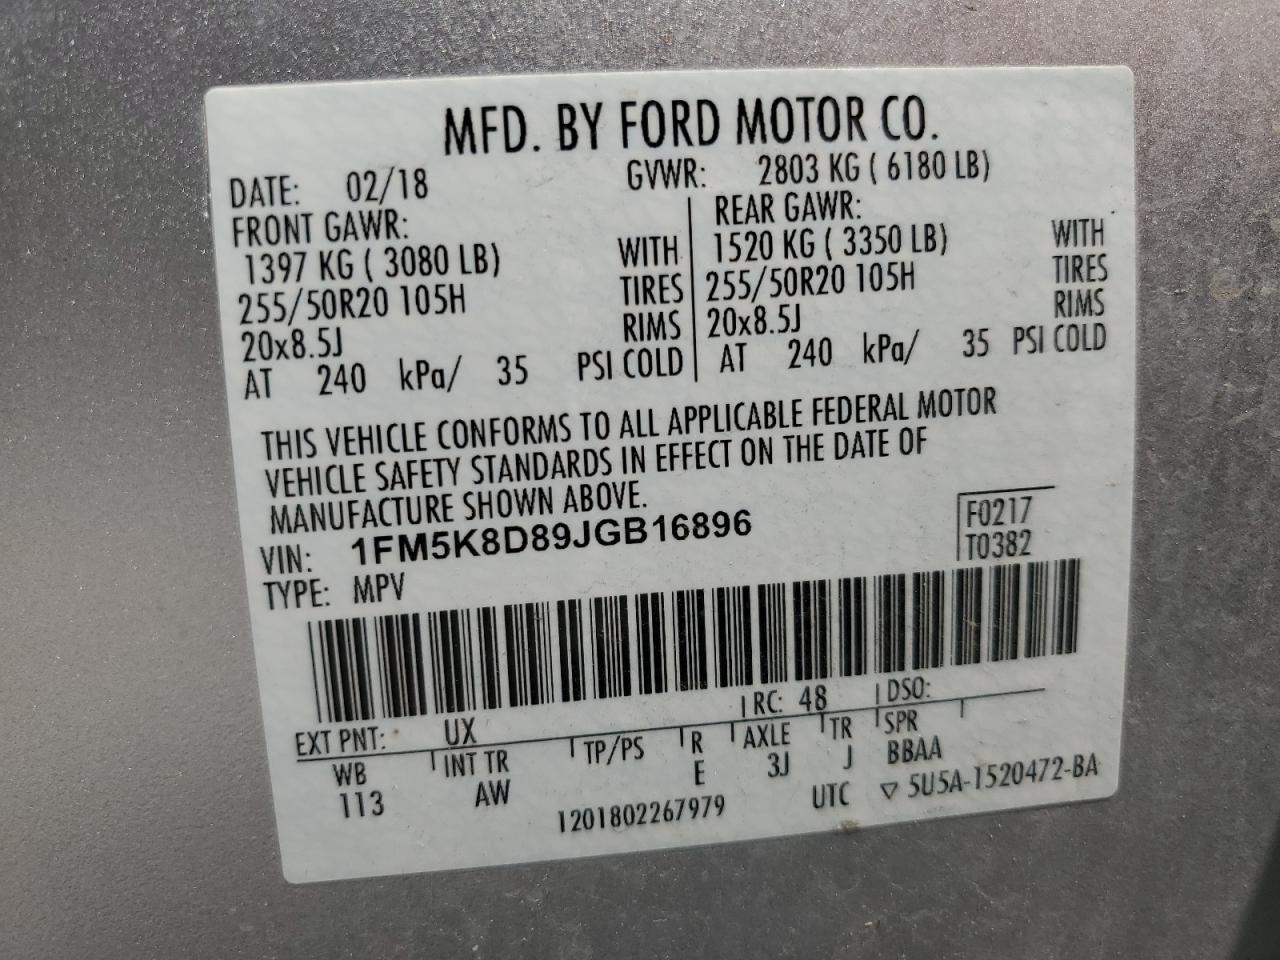 MFD. BY FORD MOTOR CO.
DATE: 02/18 GVWR: 2803 KG ( 6180 LB)
FRONT GAWR: REAR GAWR:
1397 KG ( 3080 LB) WITH 1520 KG ( 3350 LB) WITH
255/50R20 105H TIRES 255/50R20 105H TIRES
20x8.5J RIMS 20x8.5J RIMS
AT 240 kPa/ 35 PSI COLD AT 240 kPa/ 35 PSI COLD
THIS VEHICLE CONFORMS TO ALL APPLICABLE FEDERAL MOTOR
VEHICLE SAFETY STANDARDS IN EFFECT ON THE DATE OF
MANUFACTURE SHOWN ABOVE.
VIN: 1FM5K8D89JGB16896 F0217
TYPE: MPV T0382
EXT PNT: UX RC: 48 DSO:
WB INT TR TP/PS R AXLE TR SPR
113 AW E 3J J BBAA
1201802267979 UTC ▽ 5U5A-1520472-BA